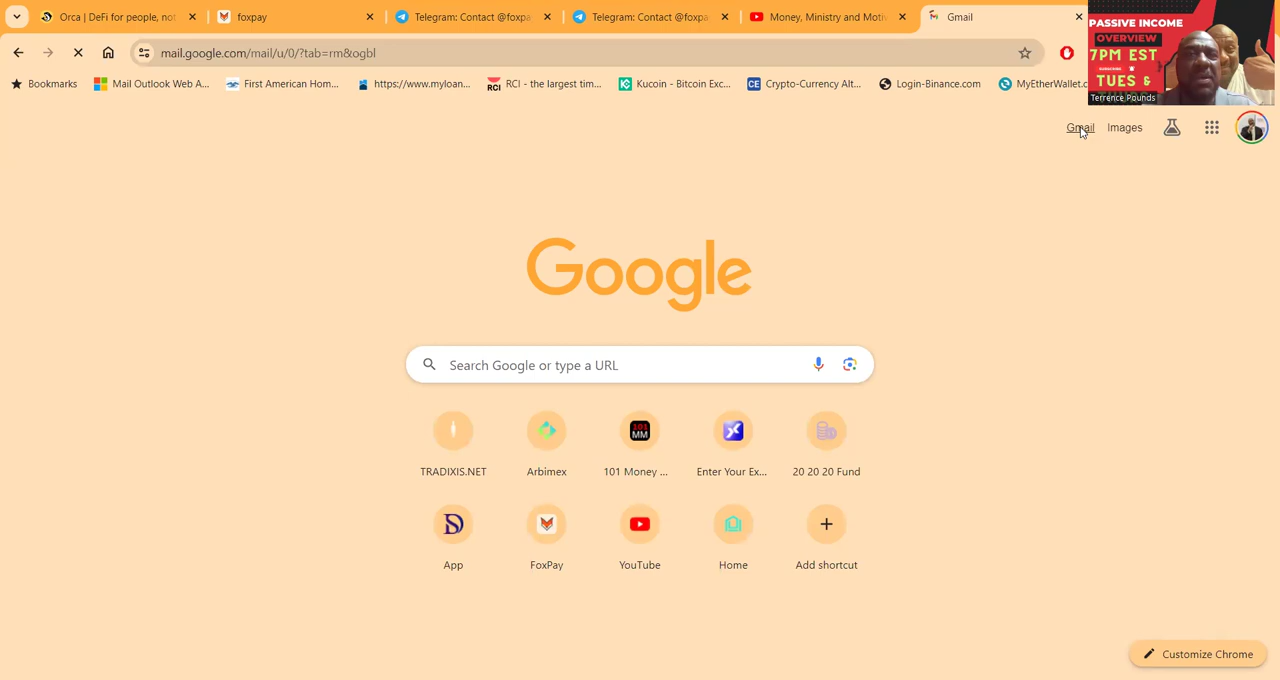 Orca | DeFi for people, not
foxpay
Telegram: Contact @foxpa
Telegram: Contact @foxpa
Money, Ministry and Moti
Gmail
mail.google.com/mail/u/0/?tab=rm&ogbl
Bookmarks
Mail Outlook Web A...
First American Hom...
https://www.myloan...
RCI - the largest tim...
Kucoin - Bitcoin Exc...
Crypto-Currency Alt...
Login-Binance.com
MyEtherWallet.c
PASSIVE INCOME
OVERVIEW
7PM EST
TUES &
Terrence Pounds
Gmail
Images
Google
Search Google or type a URL
TRADIXIS.NET
Arbimex
101 Money ...
Enter Your Ex...
20 20 20 Fund
App
FoxPay
YouTube
Home
Add shortcut
Customize Chrome